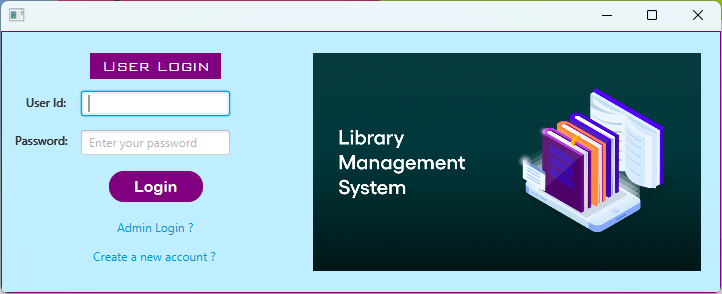 User Login
User Id:
Password:
Enter your password
Login
Admin Login ?
Create a new account ?
Library
Management
System